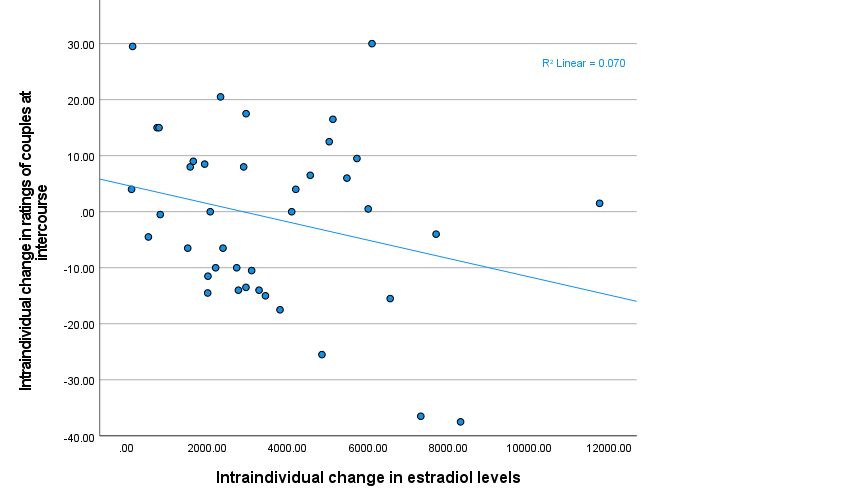 Intraindividual change in ratings of couples at
intercourse
30.00
20.00
10.00
.00
-10.00
-20.00
-30.00
-40.00
R² Linear = 0.070
.00 2000.00 4000.00 6000.00 8000.00 10000.00 12000.00
Intraindividual change in estradiol levels